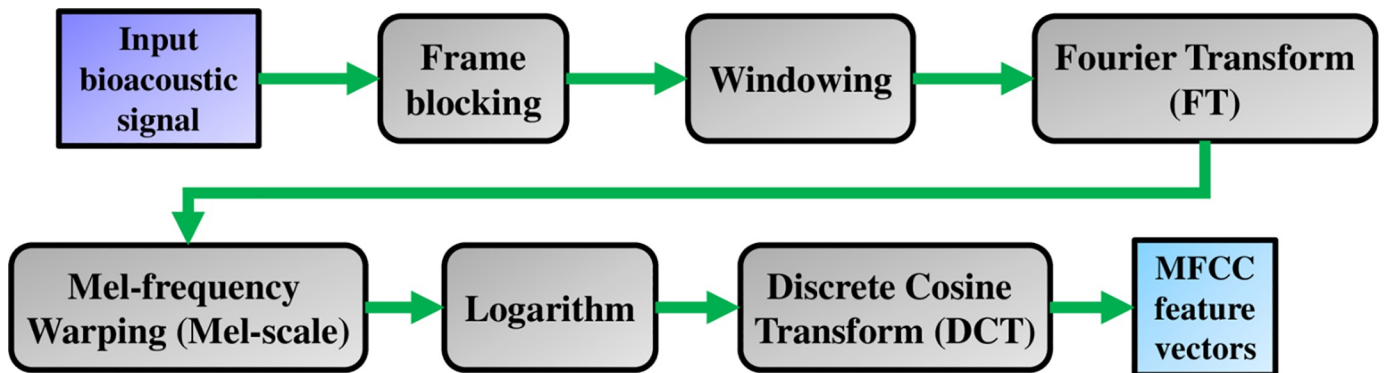 Input
bioacoustic
signal
Frame
blocking
Windowing
Fourier Transform
(FT)
Mel-frequency
Warping (Mel-scale)
Logarithm
Discrete Cosine
Transform (DCT)
MFCC
feature
vectors